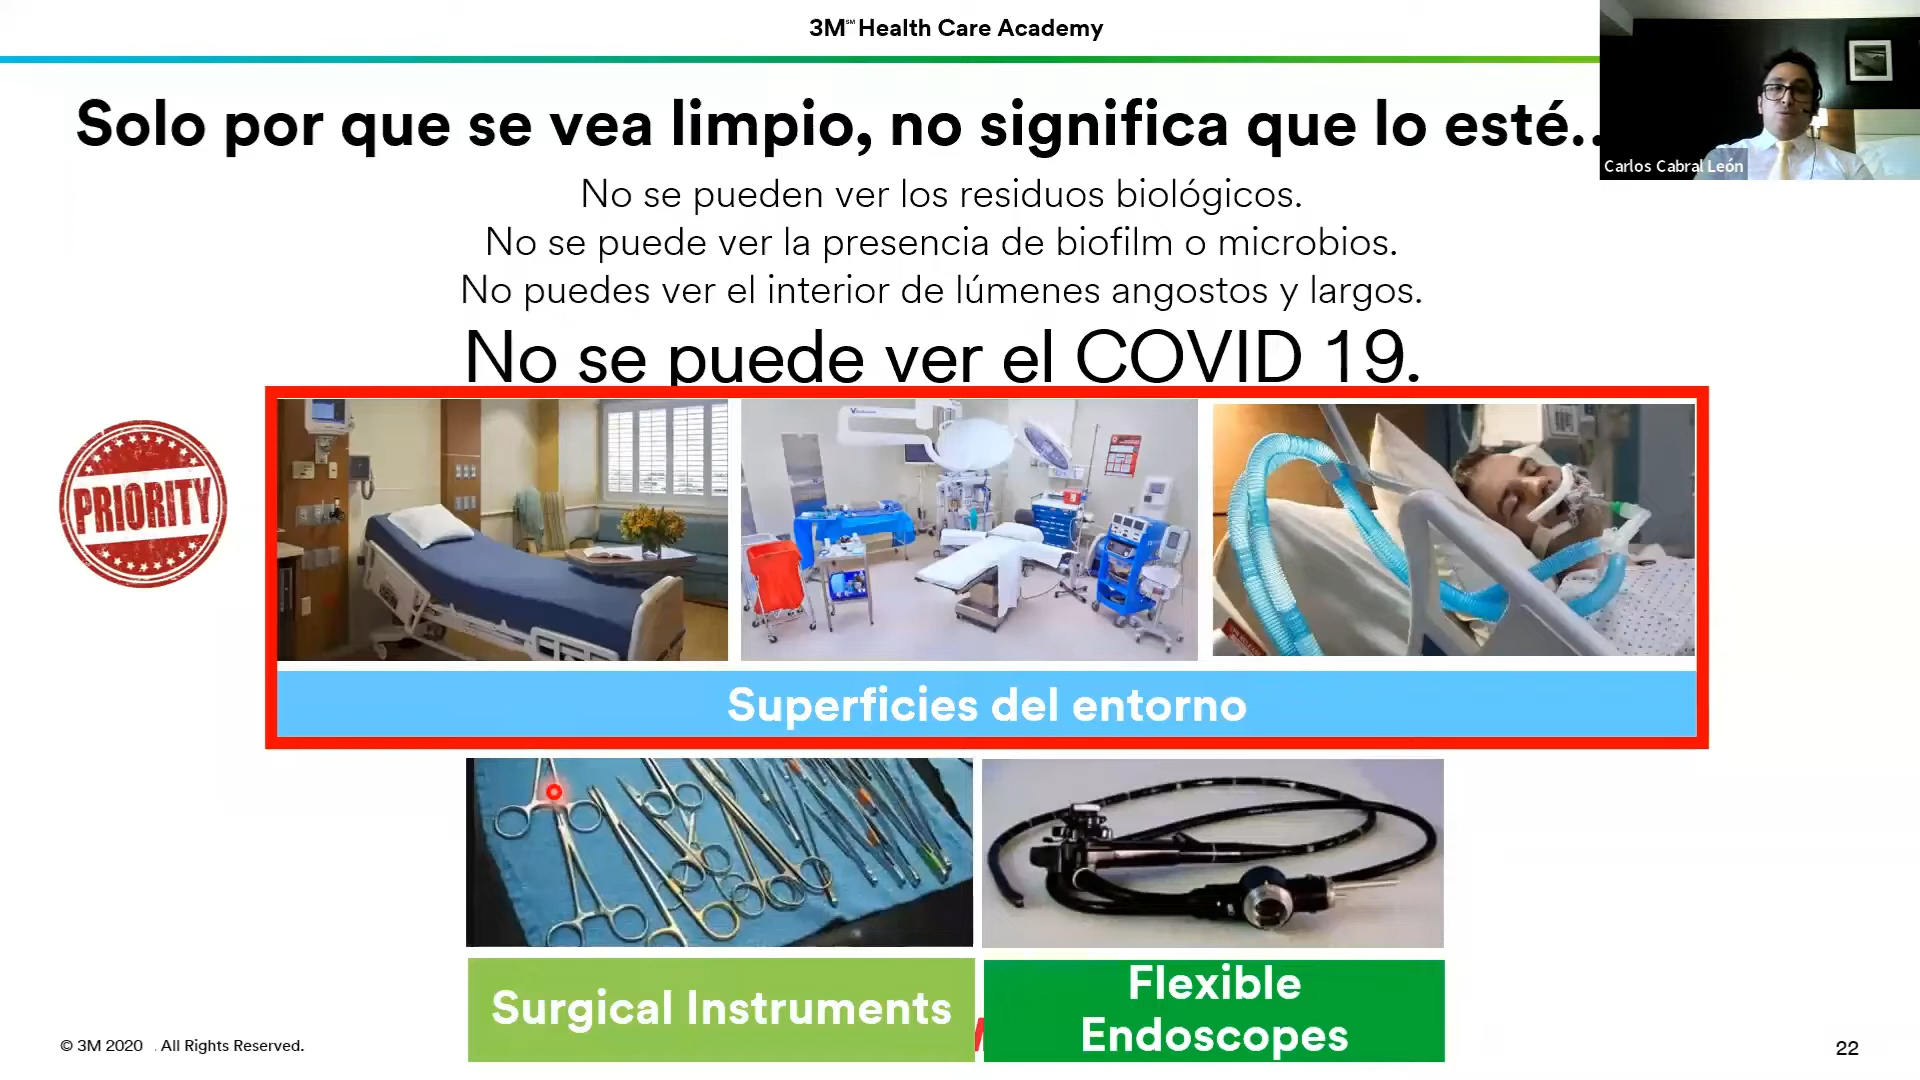 3M℠ Health Care Academy
Solo por que se vea limpio, no significa que lo esté..
Carlos Cabral León
No se pueden ver los residuos biológicos.
No se puede ver la presencia de biofilm o microbios.
No puedes ver el interior de lúmenes angostos y largos.
No se puede ver el COVID 19.
PRIORITY
Superficies del entorno
Surgical Instruments
Flexible
Endoscopes
© 3M 2020 . All Rights Reserved.
22